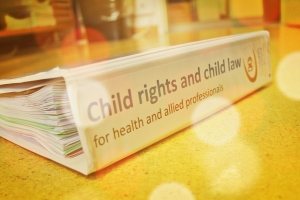 Child rights and child law
for health and allied professionals